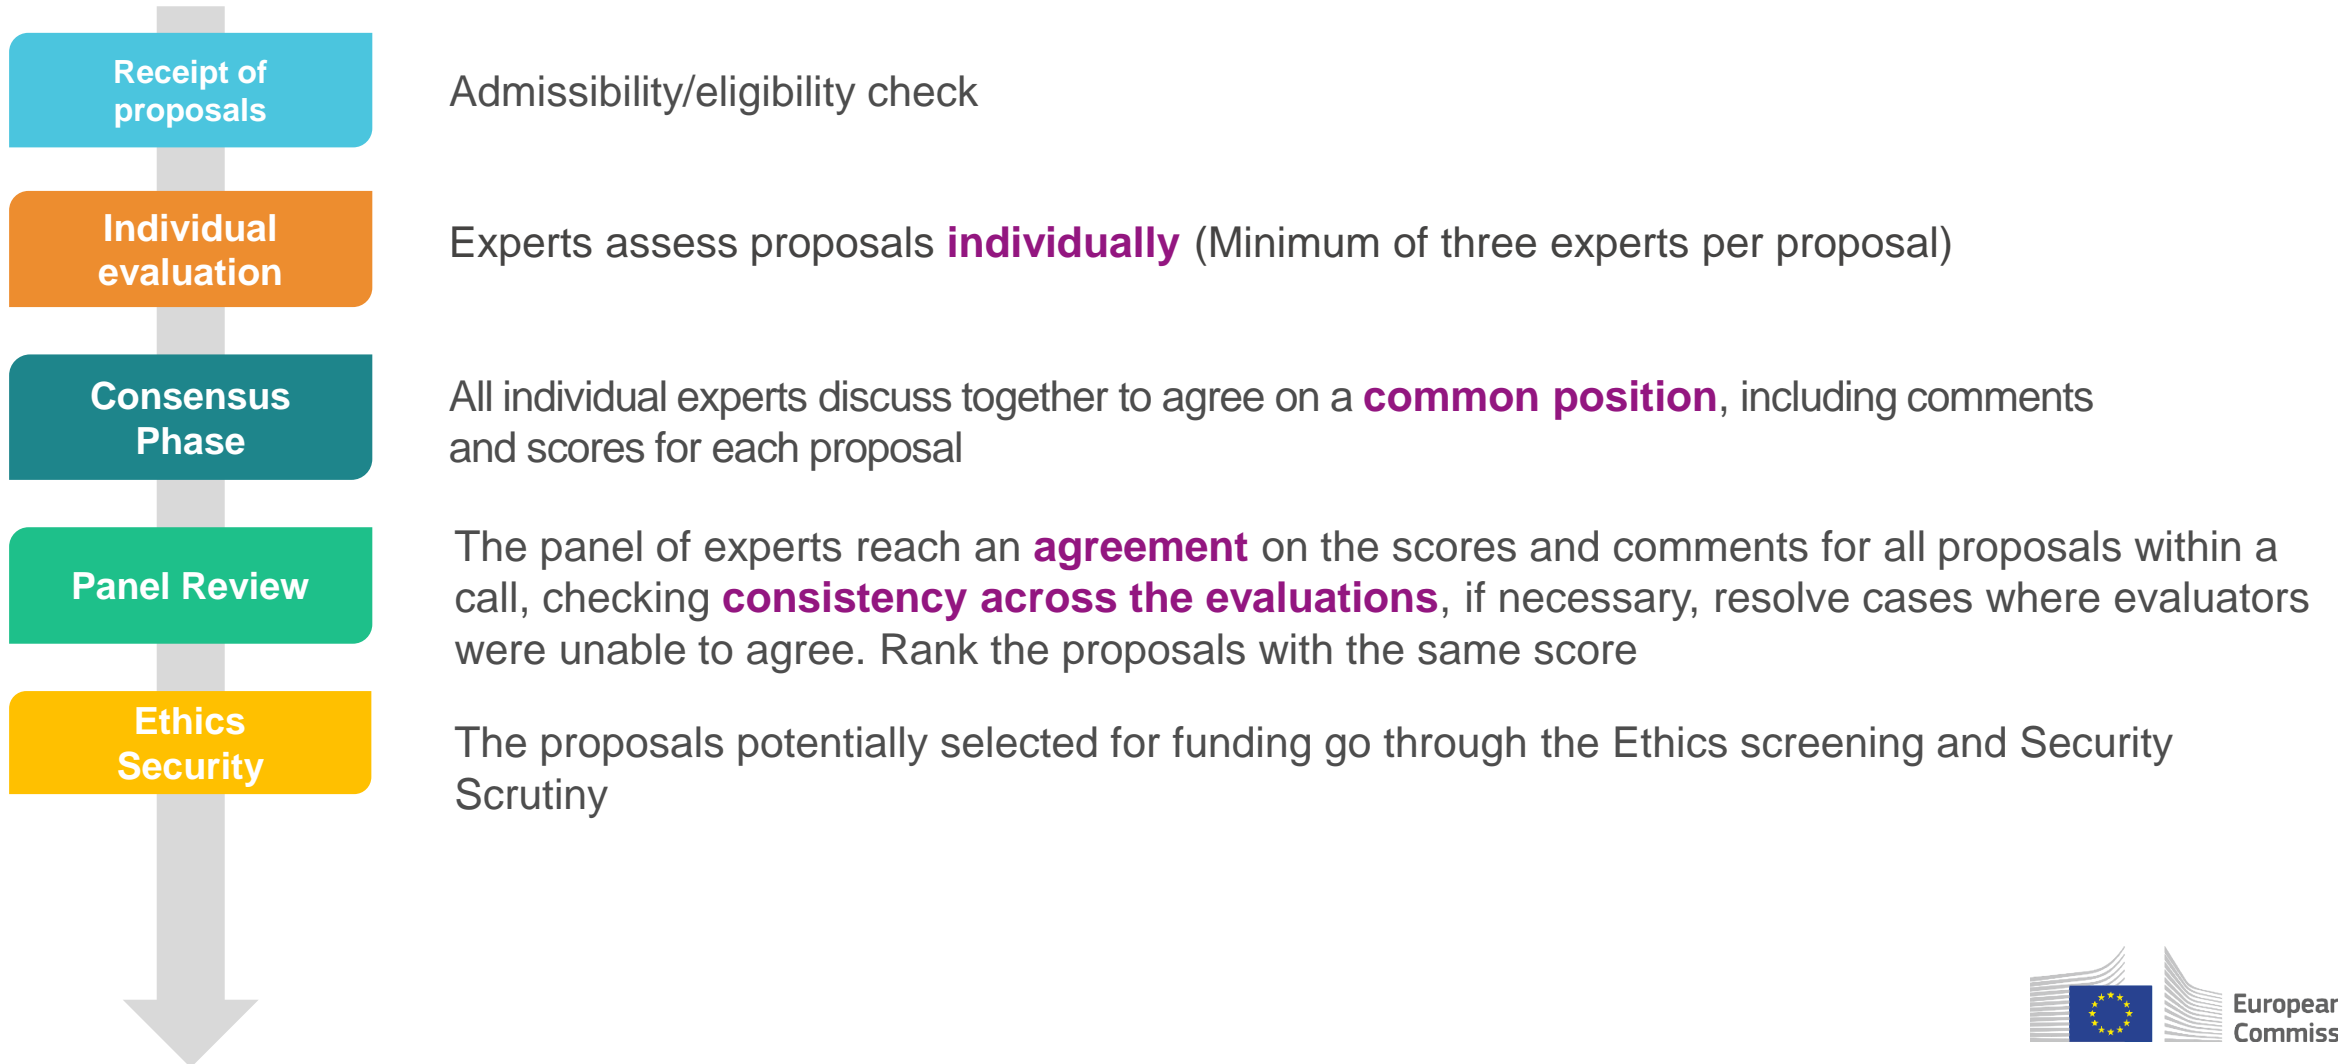 Receipt of
proposals
Admissibility/eligibility check
Individual
evaluation
Experts assess proposals individually (Minimum of three experts per proposal)
Consensus
Phase
All individual experts discuss together to agree on a common position, including comments
and scores for each proposal
Panel Review
The panel of experts reach an agreement on the scores and comments for all proposals within a
call, checking consistency across the evaluations, if necessary, resolve cases where evaluators
were unable to agree. Rank the proposals with the same score
Ethics
Security
The proposals potentially selected for funding go through the Ethics screening and Security
Scrutiny
European
Commiss